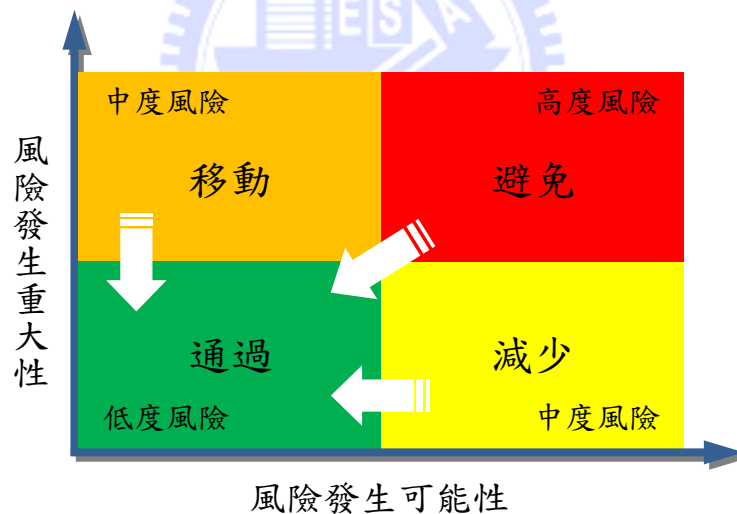 ESA
中度風險
高度風險
移動
避免
風險發生重大性
通過
減少
低度風險
中度風險
風險發生可能性